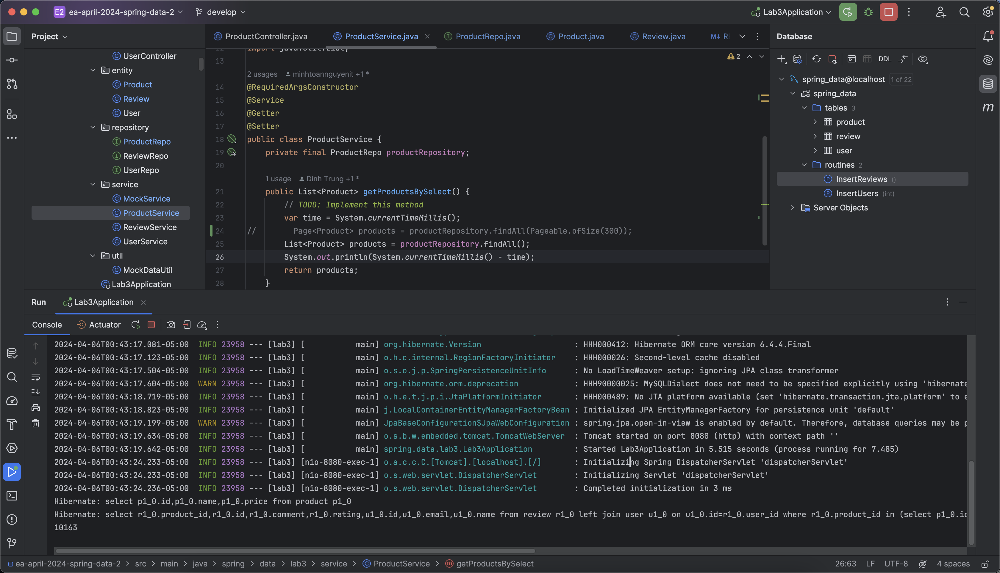 E2 ea-april-2024-spring-data-2 develop Lab3Application
Project
UserController
entity
Product
Review
User
repository
ProductRepo
ReviewRepo
UserRepo
service
MockService
ProductService
ReviewService
UserService
util
MockDataUtil
Lab3Application
ProductController.java ProductService.java ProductRepo.java Product.java Review.java
12 import java.util.List;
13
2 usages minhtoannguyenit +1 *
14 @RequiredArgsConstructor
15 @Service
16 @Getter
17 @Setter
18 public class ProductService {
19 private final ProductRepo productRepository;
20
1 usage Dinh Trung +1 *
21 public List<Product> getProductsBySelect() {
22 // TODO: Implement this method
23 var time = System.currentTimeMillis();
24 // Page<Product> products = productRepository.findAll(Pageable.ofSize(300));
25 List<Product> products = productRepository.findAll();
26 System.out.println(System.currentTimeMillis() - time);
27 return products;
28 }
2
Database
DDL
spring_data@localhost 1 of 22
spring_data
tables 3
product
review
user
routines 2
InsertReviews ()
InsertUsers (int)
Server Objects
m
Run Lab3Application
Console Actuator
2024-04-06T00:43:17.081-05:00 INFO 23958 --- [lab3] [ main] org.hibernate.Version : HHH000412: Hibernate ORM core version 6.4.4.Final
2024-04-06T00:43:17.123-05:00 INFO 23958 --- [lab3] [ main] o.h.c.internal.RegionFactoryInitiator : HHH000026: Second-level cache disabled
2024-04-06T00:43:17.504-05:00 INFO 23958 --- [lab3] [ main] o.s.o.j.p.SpringPersistenceUnitInfo : No LoadTimeWeaver setup: ignoring JPA class transformer
2024-04-06T00:43:17.604-05:00 WARN 23958 --- [lab3] [ main] org.hibernate.orm.deprecation : HHH90000025: MySQLDialect does not need to be specified explicitly using 'hibernate
2024-04-06T00:43:18.719-05:00 INFO 23958 --- [lab3] [ main] o.h.e.t.j.p.i.JtaPlatformInitiator : HHH000489: No JTA platform available (set 'hibernate.transaction.jta.platform' to e
2024-04-06T00:43:18.823-05:00 INFO 23958 --- [lab3] [ main] j.LocalContainerEntityManagerFactoryBean : Initialized JPA EntityManagerFactory for persistence unit 'default'
2024-04-06T00:43:19.199-05:00 WARN 23958 --- [lab3] [ main] JpaBaseConfiguration$JpaWebConfiguration : spring.jpa.open-in-view is enabled by default. Therefore, database queries may be p
2024-04-06T00:43:19.634-05:00 INFO 23958 --- [lab3] [ main] o.s.b.w.embedded.tomcat.TomcatWebServer : Tomcat started on port 8080 (http) with context path ''
2024-04-06T00:43:19.642-05:00 INFO 23958 --- [lab3] [ main] spring.data.lab3.Lab3Application : Started Lab3Application in 5.515 seconds (process running for 7.485)
2024-04-06T00:43:24.233-05:00 INFO 23958 --- [lab3] [nio-8080-exec-1] o.a.c.c.C.[Tomcat].[localhost].[/] : Initializing Spring DispatcherServlet 'dispatcherServlet'
2024-04-06T00:43:24.233-05:00 INFO 23958 --- [lab3] [nio-8080-exec-1] o.s.web.servlet.DispatcherServlet : Initializing Servlet 'dispatcherServlet'
2024-04-06T00:43:24.236-05:00 INFO 23958 --- [lab3] [nio-8080-exec-1] o.s.web.servlet.DispatcherServlet : Completed initialization in 3 ms
Hibernate: select p1_0.id,p1_0.name,p1_0.price from product p1_0
Hibernate: select r1_0.product_id,r1_0.id,r1_0.comment,r1_0.rating,u1_0.id,u1_0.email,u1_0.name from review r1_0 left join user u1_0 on u1_0.id=r1_0.user_id where r1_0.product_id in (select p1_0.id
10163
ea-april-2024-spring-data-2 > src > main > java > spring > data > lab3 > service > ProductService > getProductsBySelect 26:63 LF UTF-8 4 spaces